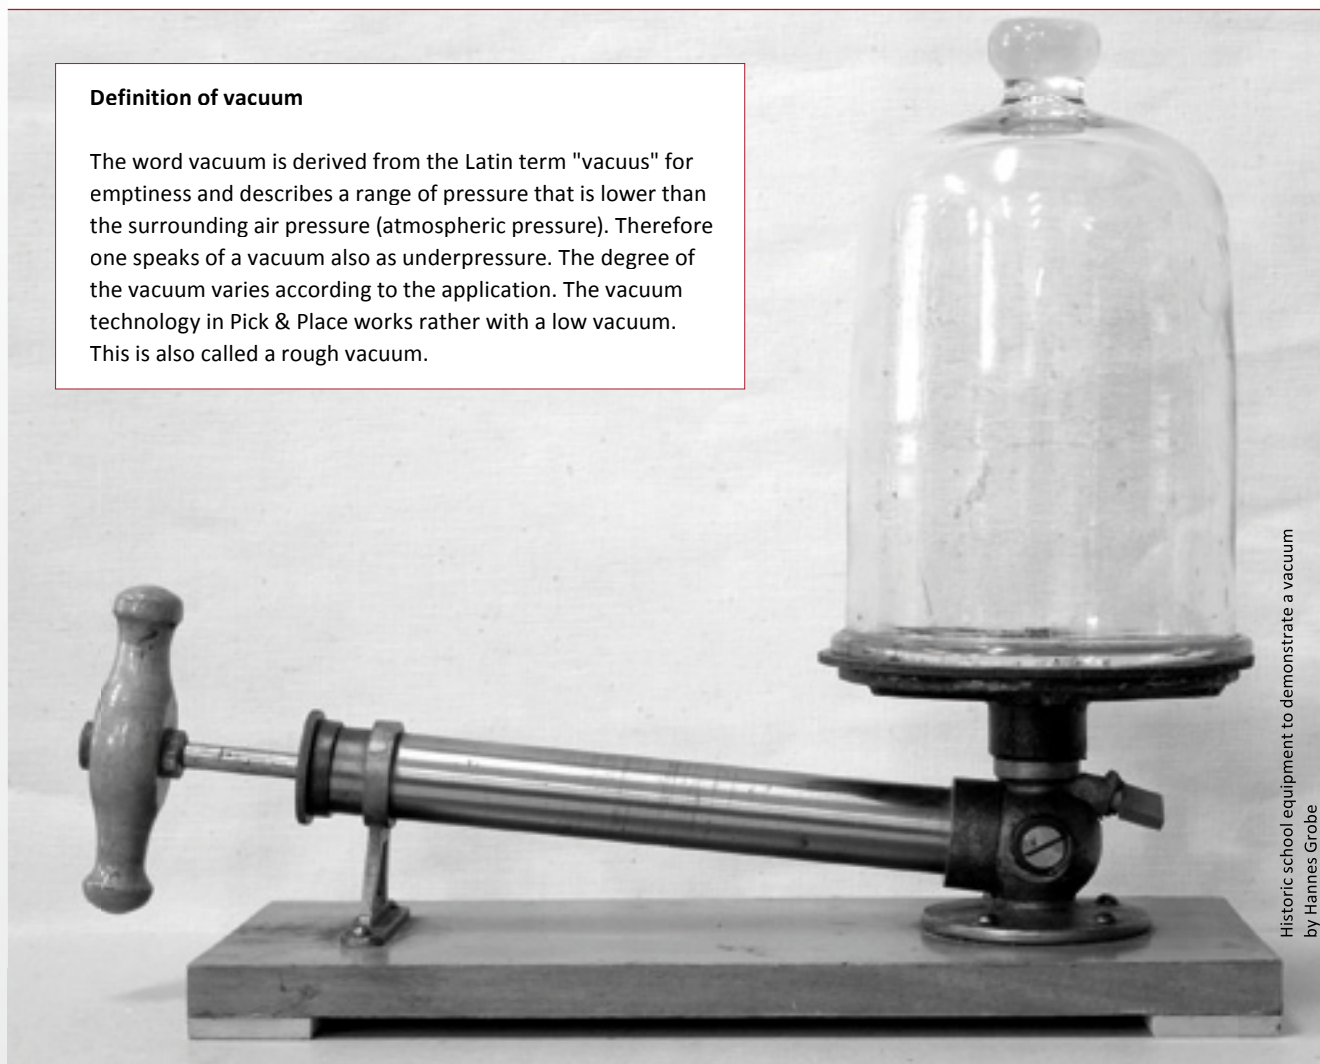 Definition of vacuum
The word vacuum is derived from the Latin term "vacuus" for
emptiness and describes a range of pressure that is lower than
the surrounding air pressure (atmospheric pressure). Therefore
one speaks of a vacuum also as underpressure. The degree of
the vacuum varies according to the application. The vacuum
technology in Pick & Place works rather with a low vacuum.
This is also called a rough vacuum.
Historic school equipment to demonstrate a vacuum
by Hannes Grobe